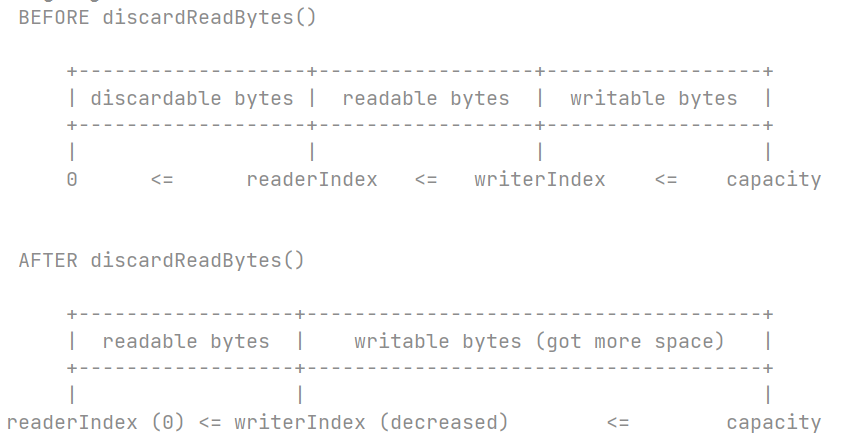 BEFORE discardReadBytes()
+-------------------+------------------+------------------+
| discardable bytes |  readable bytes  |  writable bytes  |
+-------------------+------------------+------------------+
|                   |                  |                  |
0      <=      readerIndex   <=   writerIndex    <=    capacity
AFTER discardReadBytes()
+------------------+--------------------------------------+
|  readable bytes  |    writable bytes (got more space)   |
+------------------+--------------------------------------+
|                  |                                      |
readerIndex (0) <= writerIndex (decreased)        <=        capacity